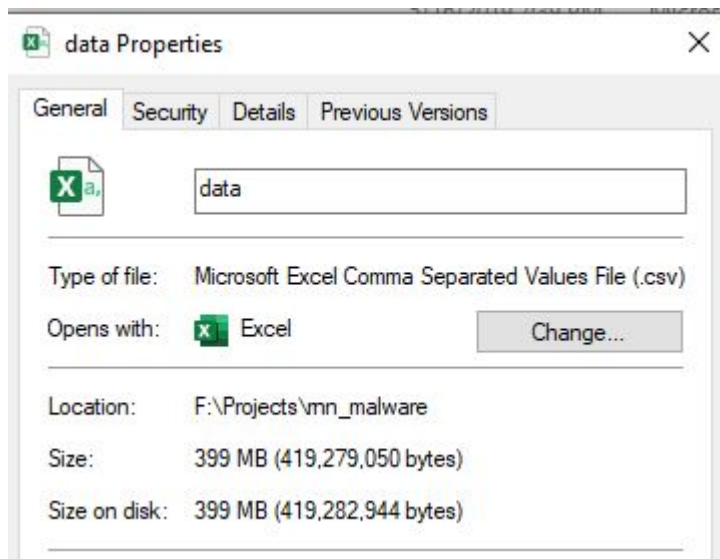 data Properties
General Security Details Previous Versions
data
Type of file: Microsoft Excel Comma Separated Values File (.csv)
Opens with: Excel Change...
Location: F:\Projects\rnn_malware
Size: 399 MB (419,279,050 bytes)
Size on disk: 399 MB (419,282,944 bytes)